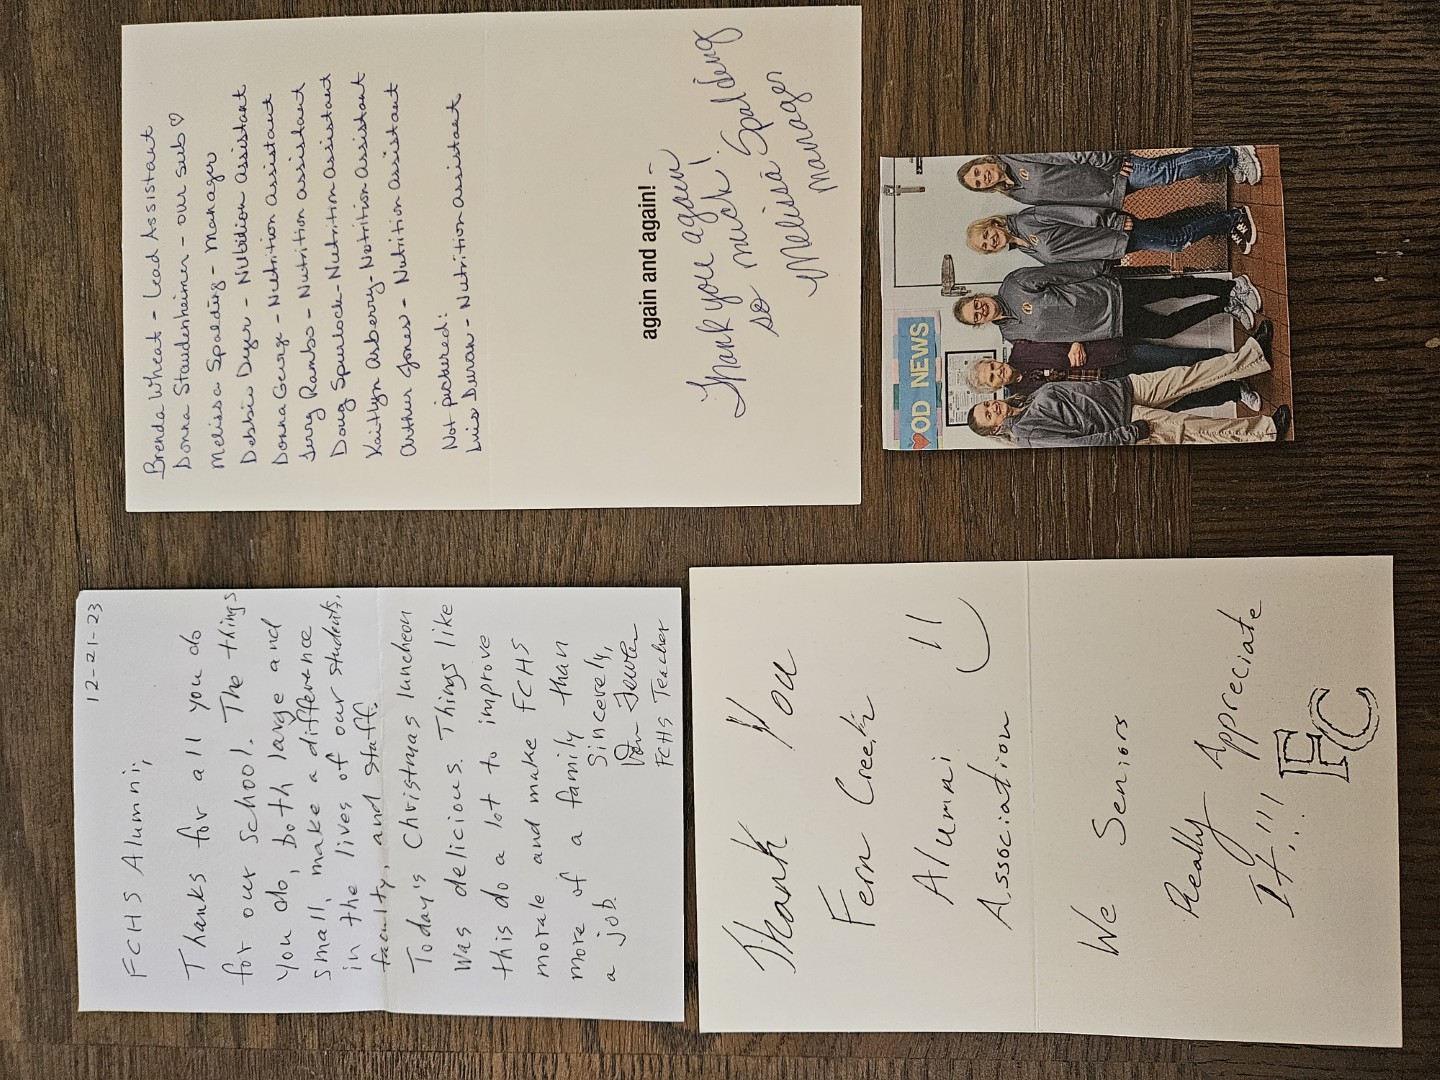 12-21-23
FCHS Alumni,
Thanks for all you do
for our school. The things
you do, both large and
small, make a difference
in the lives of our students,
faculty, and staff.
Today's Christmas luncheon
was delicious. Things like
this do a lot to improve
morale and make FCHS
more of a family than
a job.
Sincerely,
FCHS Teacher
Brenda Wheat - Lead Assistant
Donna Staudenheimer - our sub ♡
Melissa Spalding - Manager
Debbie Dyer - Nutrition Assistant
Donna - Nutrition assistant
Jerry Rambo - Nutrition assistant
Doug Spurlock - Nutrition assistant
Kaitlyn Arberry - Nutrition assistant
Arthur Jones - Nutrition assistant
Not pictured:
Luis Duran - Nutrition assistant
again and again! -
Thank you again
so much!
Melissa Spalding
manager
Thank You
Fern Creek
Alumni
Association
We Seniors
Really Appreciate
It!!!
FC
OD NEWS